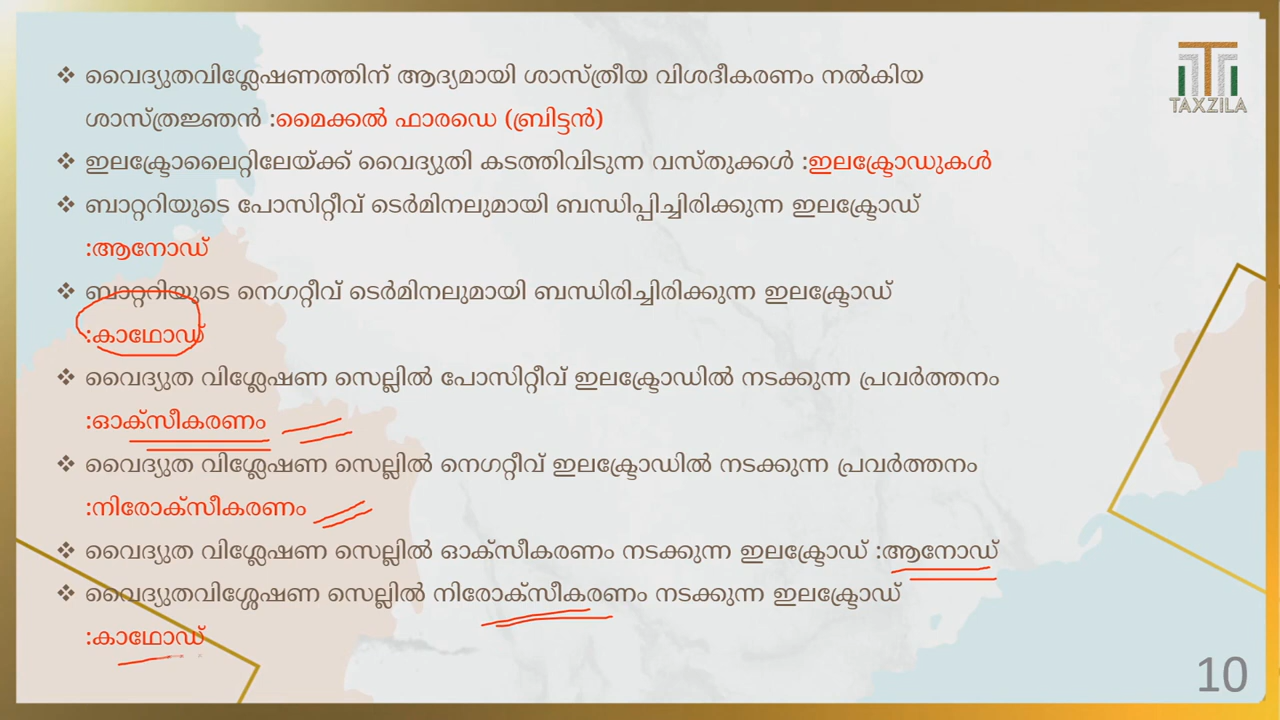 ❖ വൈദ്യുതവിശ്ലേഷണത്തിന് ആദ്യമായി ശാസ്ത്രീയ വിശദീകരണം നൽകിയ
ശാസ്ത്രജ്ഞൻ :മൈക്കൽ ഫാരഡെ (ബ്രിട്ടൻ)
❖ ഇലക്ട്രോലൈറ്റിലേയ്ക്ക് വൈദ്യുതി കടത്തിവിടുന്ന വസ്തുക്കൾ :ഇലക്ട്രോഡുകൾ
❖ ബാറ്ററിയുടെ പോസിറ്റീവ് ടെർമിനലുമായി ബന്ധിപ്പിച്ചിരിക്കുന്ന ഇലക്ട്രോഡ്
:ആനോഡ്
❖ ബാറ്ററിയുടെ നെഗറ്റീവ് ടെർമിനലുമായി ബന്ധിരിച്ചിരിക്കുന്ന ഇലക്ട്രോഡ്
:കാഥോഡ്
❖ വൈദ്യുത വിശ്ലേഷണ സെല്ലിൽ പോസിറ്റീവ് ഇലക്ട്രോഡിൽ നടക്കുന്ന പ്രവർത്തനം
:ഓക്സീകരണം
❖ വൈദ്യുത വിശ്ലേഷണ സെല്ലിൽ നെഗറ്റീവ് ഇലക്ട്രോഡിൽ നടക്കുന്ന പ്രവർത്തനം
:നിരോക്സീകരണം
❖ വൈദ്യുത വിശ്ലേഷണ സെല്ലിൽ ഓക്സീകരണം നടക്കുന്ന ഇലക്ട്രോഡ് :ആനോഡ്
❖ വൈദ്യുതവിശ്ശേഷണ സെല്ലിൽ നിരോക്സീകരണം നടക്കുന്ന ഇലക്ട്രോഡ്
:കാഥോഡ്
TAXZILA
10